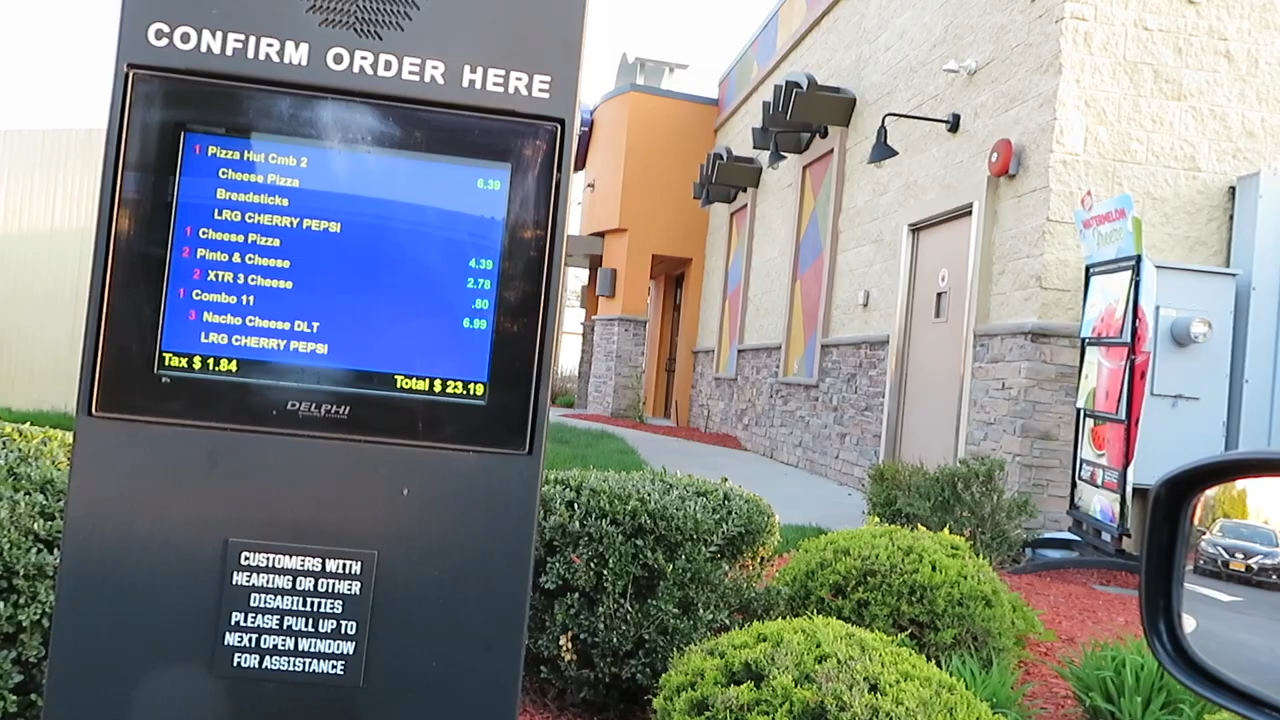 CONFIRM ORDER HERE
1 Pizza Hut Cmb 2 6.39
Cheese Pizza
Breadsticks
LRG CHERRY PEPSI
1 Cheese Pizza 4.39
2 Pinto & Cheese 2.78
2 XTR 3 Cheese .80
1 Combo 11 6.99
3 Nacho Cheese DLT
LRG CHERRY PEPSI
Tax $ 1.84 Total $ 23.19
DELPHI
CUSTOMERS WITH
HEARING OR OTHER
DISABILITIES
PLEASE PULL UP TO
NEXT OPEN WINDOW
FOR ASSISTANCE
WATERMELON
Freeze